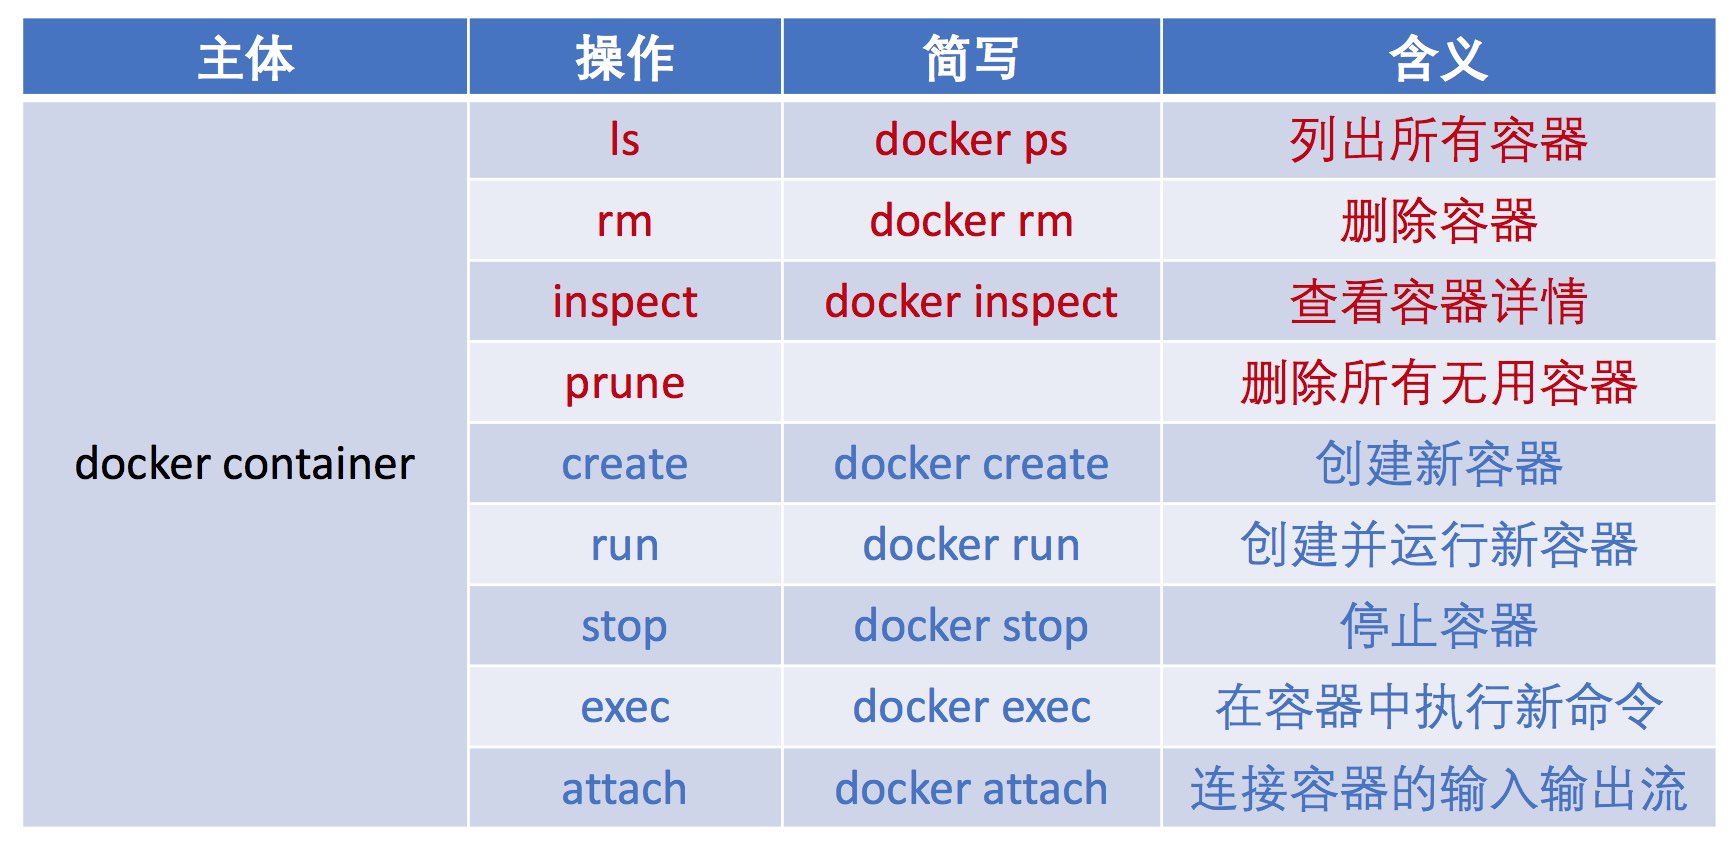 主体 操作 简写 含义
ls docker ps 列出所有容器
rm docker rm 删除容器
inspect docker inspect 查看容器详情
prune 删除所有无用容器
docker container create docker create 创建新容器
run docker run 创建并运行新容器
stop docker stop 停止容器
exec docker exec 在容器中执行新命令
attach docker attach 连接容器的输入输出流